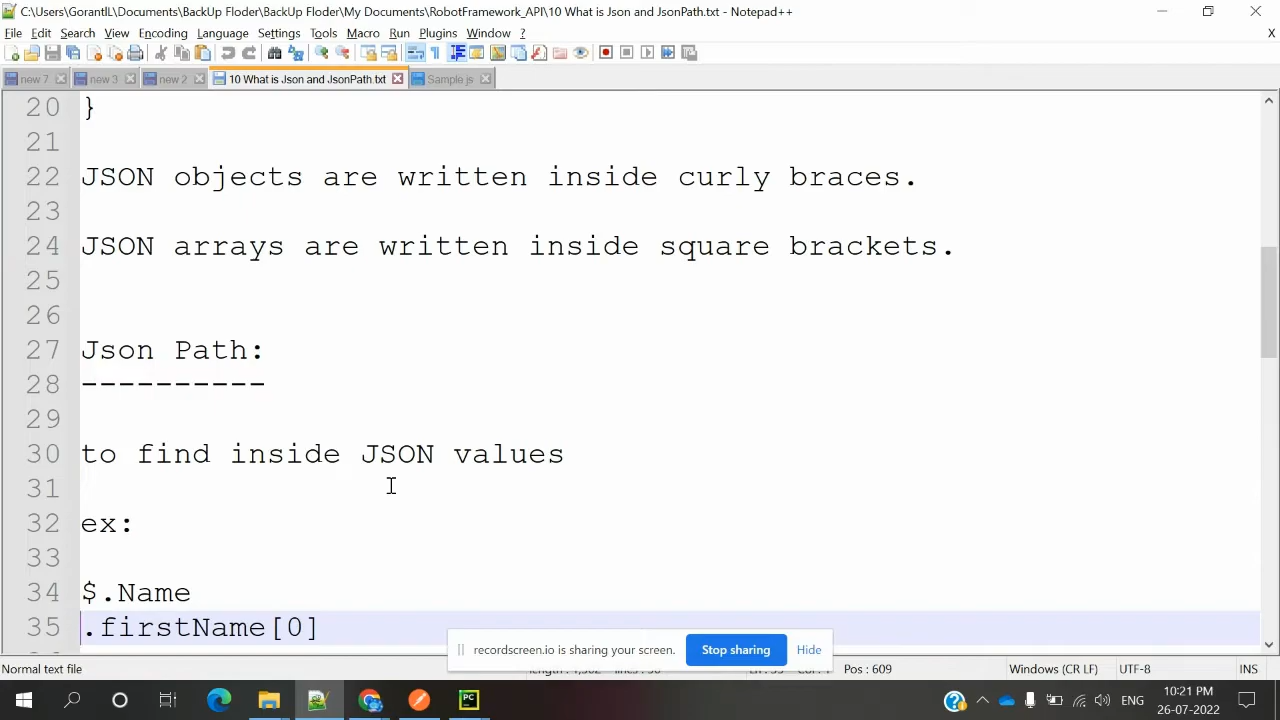 C:\Users\GorantlL\Documents\BackUp Floder\BackUp Floder\My Documents\RobotFramework_API\10 What is Json and JsonPath.txt - Notepad++
File Edit Search View Encoding Language Settings Tools Macro Run Plugins Window ? X
new 7 new 3 new 2 10 What is Json and JsonPath.txt Sample.js
20 }
21
22 JSON objects are written inside curly braces.
23
24 JSON arrays are written inside square brackets.
25
26
27 Json Path:
28 ----------
29
30 to find inside JSON values
31
32 ex:
33
34 $.Name
35 .firstName[0]
recordscreen.io is sharing your screen. Stop sharing Hide
Normal text file Pos : 609 Windows (CR LF) UTF-8 INS
ENG 10:21 PM
26-07-2022